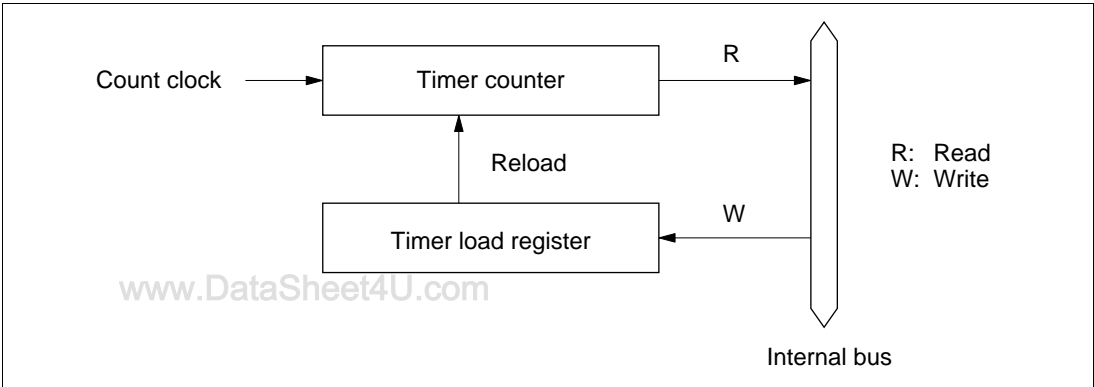 R
Count clock
Timer counter
Reload
R: Read
W: Write
W
Timer load register
www.DataSheet4U.com
Internal bus